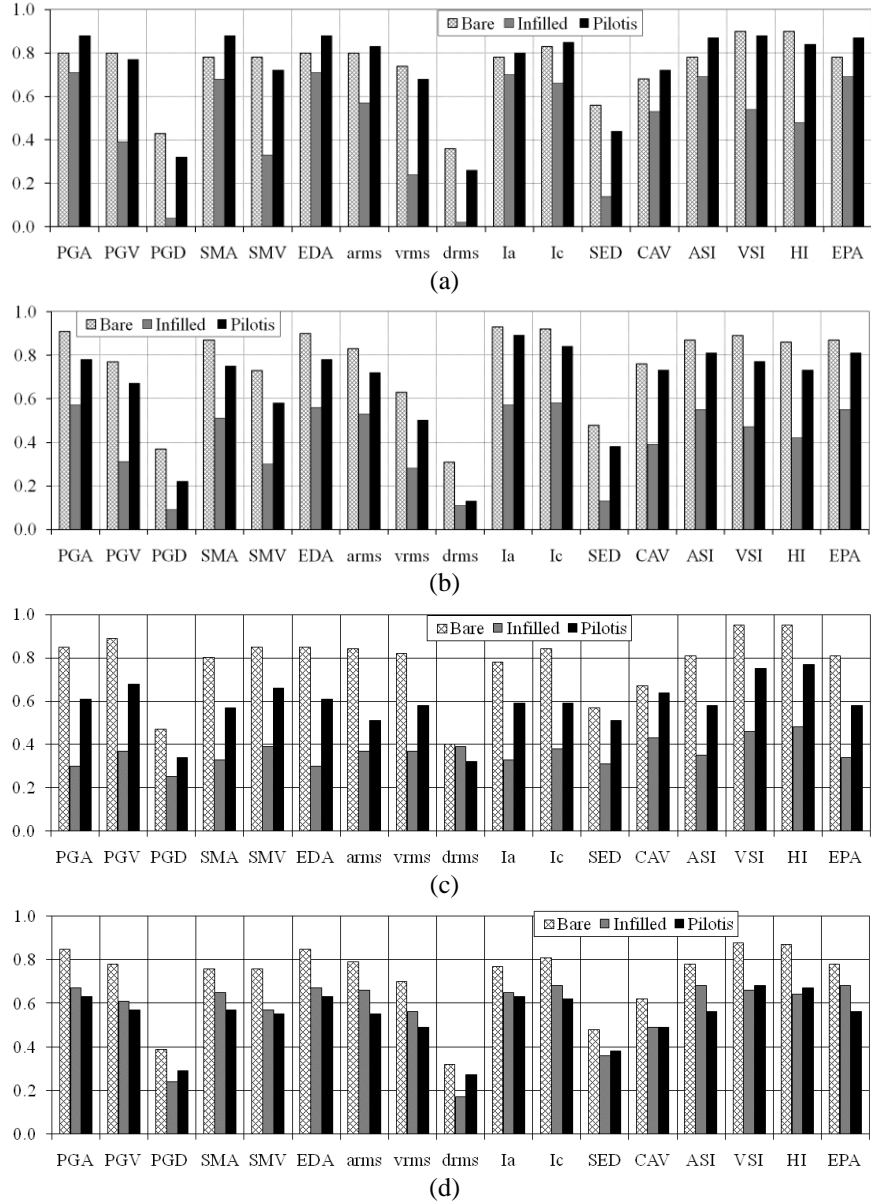 1.0
Bare Infilled Pilotis
0.8
0.6
0.4
0.2
0.0
PGA PGV PGD SMA SMV EDA arms vrms drms Ia Ic SED CAV ASI VSI HI EPA
(a)
1.0
Bare Infilled Pilotis
0.8
0.6
0.4
0.2
0.0
PGA PGV PGD SMA SMV EDA arms vrms drms Ia Ic SED CAV ASI VSI HI EPA
(b)
1.0
Bare Infilled Pilotis
0.8
0.6
0.4
0.2
0.0
PGA PGV PGD SMA SMV EDA arms vrms drms Ia Ic SED CAV ASI VSI HI EPA
(c)
1.0
Bare Infilled Pilotis
0.8
0.6
0.4
0.2
0.0
PGA PGV PGD SMA SMV EDA arms vrms drms Ia Ic SED CAV ASI VSI HI EPA
(d)